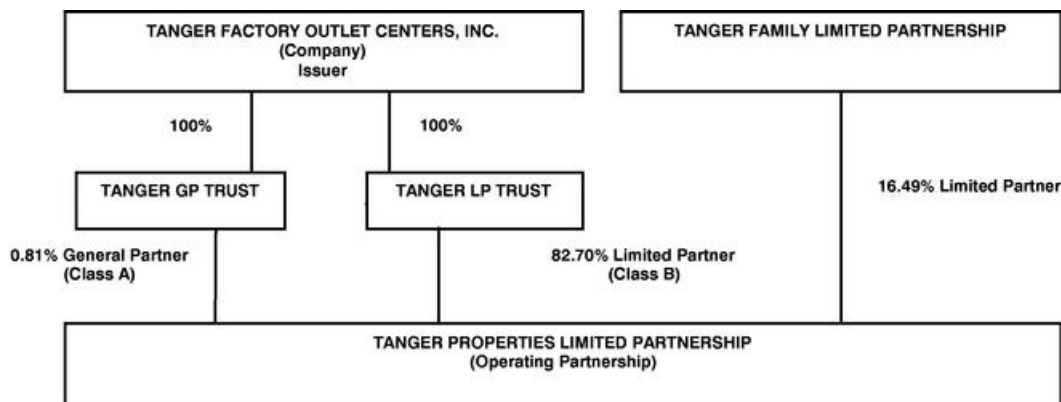 TANGER FACTORY OUTLET CENTERS, INC.
(Company)
Issuer
TANGER FAMILY LIMITED PARTNERSHIP
100%
100%
TANGER GP TRUST
TANGER LP TRUST
16.49% Limited Partner
0.81% General Partner
(Class A)
82.70% Limited Partner
(Class B)
TANGER PROPERTIES LIMITED PARTNERSHIP
(Operating Partnership)